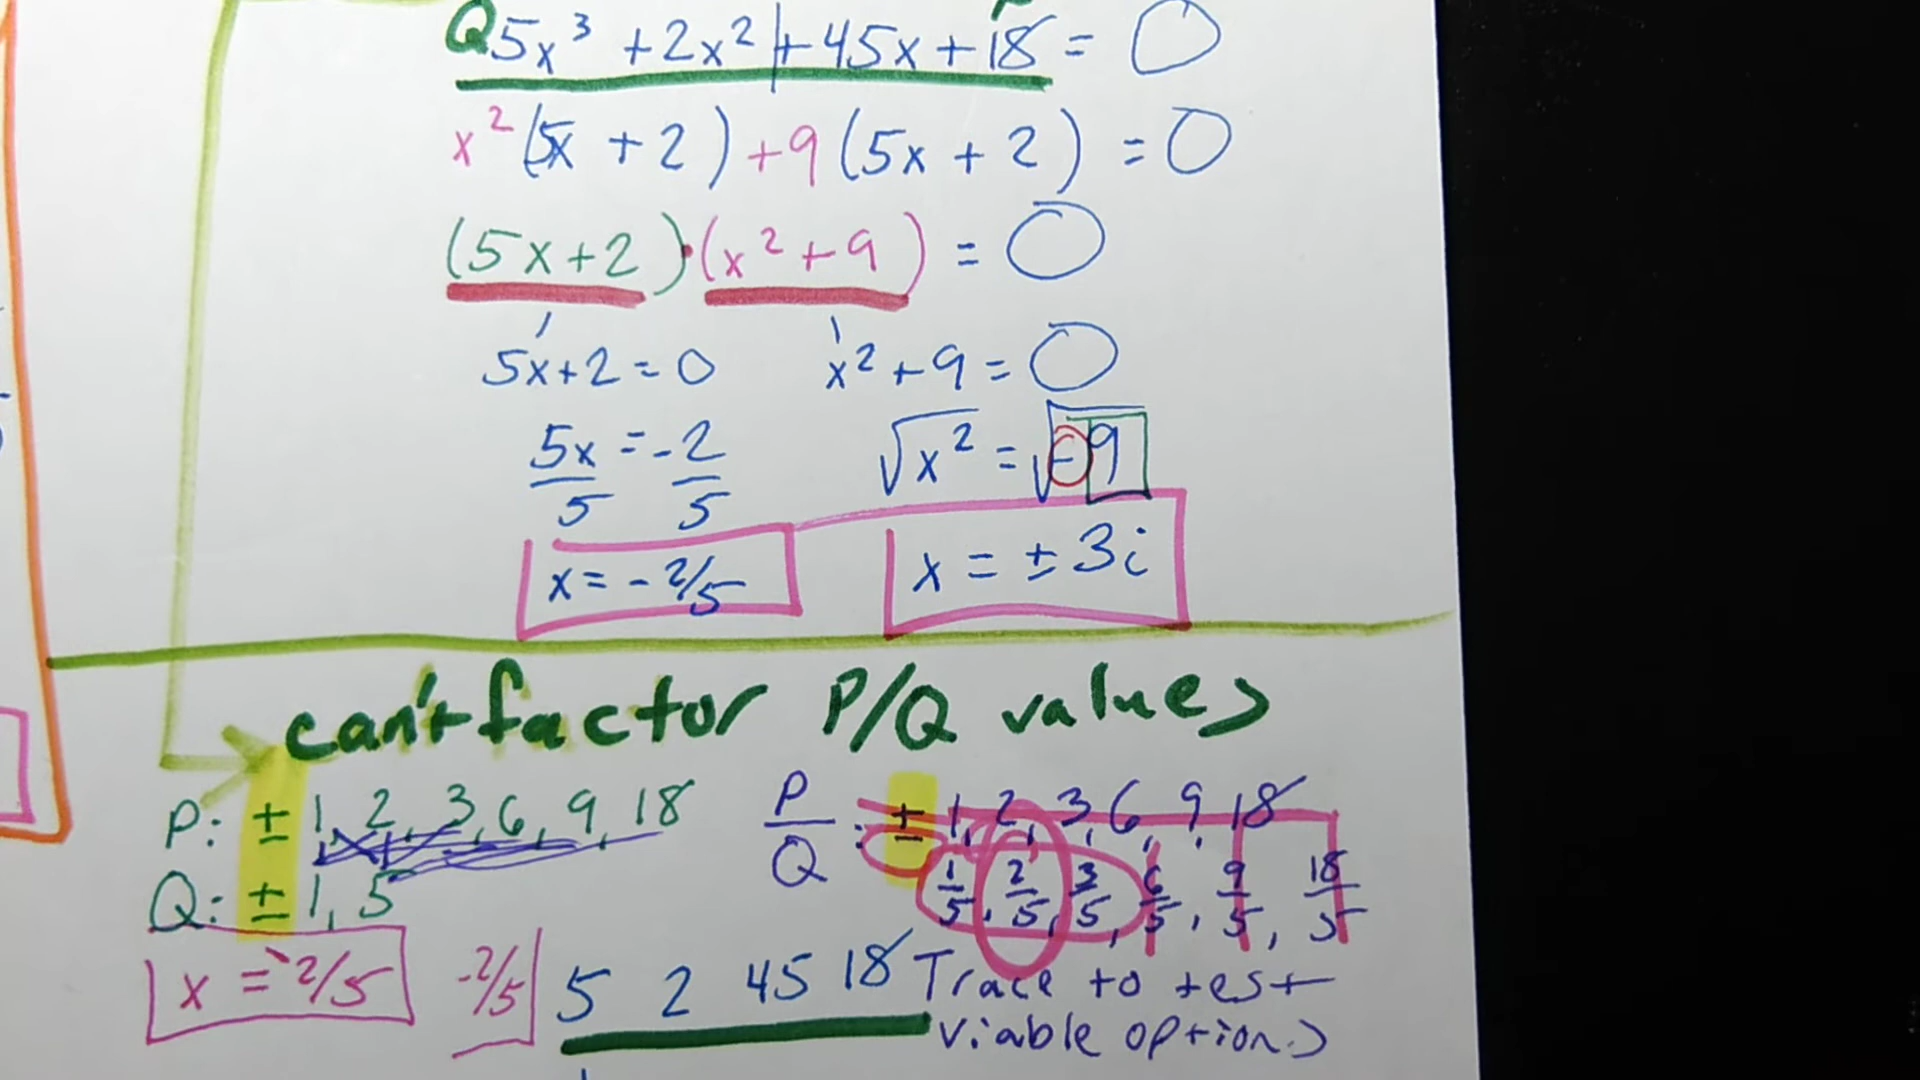 Q5x³ + 2x² + 45x + 18 = 0
x²(5x + 2) + 9(5x + 2) = 0
(5x + 2)·(x² + 9) = 0
5x + 2 = 0    x² + 9 = 0
5x/5 = -2/5    √x² = √-9
x = -2/5    x = ± 3i
can't factor P/Q values
P: ± 1, 2, 3, 6, 9, 18
Q: ± 1, 5
P/Q: ± 1, 2, 3, 6, 9, 18
1/5, 2/5, 3/5, 6/5, 9/5, 18/5
x = -2/5    -2/5    5 2 45 18
Trace to test
viable options